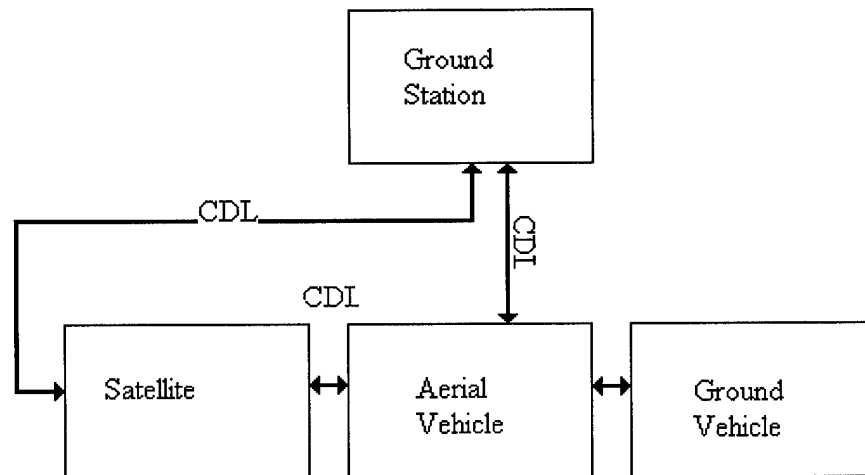 Ground
Station
CDL
CDL
CDL
Satellite
Aerial
Vehicle
Ground
Vehicle